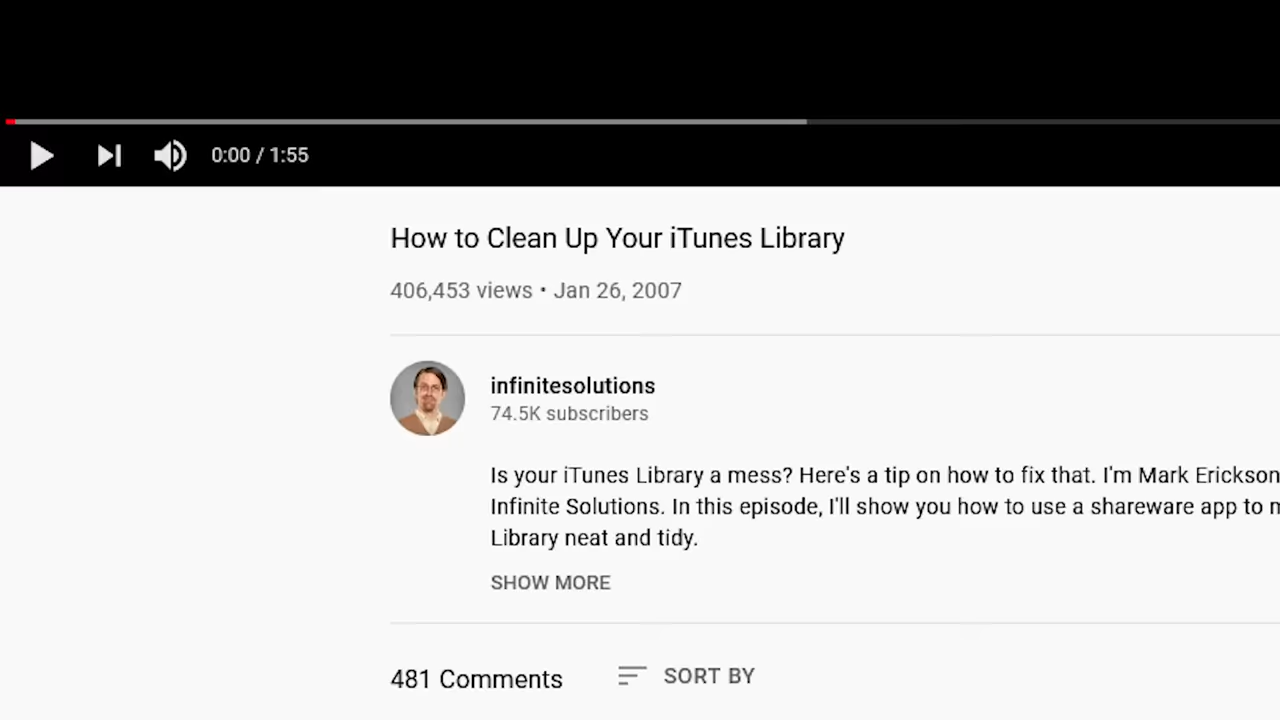 0:00 / 1:55
How to Clean Up Your iTunes Library
406,453 views • Jan 26, 2007
infinitesolutions
74.5K subscribers
Is your iTunes Library a mess? Here's a tip on how to fix that. I'm Mark Erickson
Infinite Solutions. In this episode, I'll show you how to use a shareware app to
Library neat and tidy.
SHOW MORE
481 Comments SORT BY